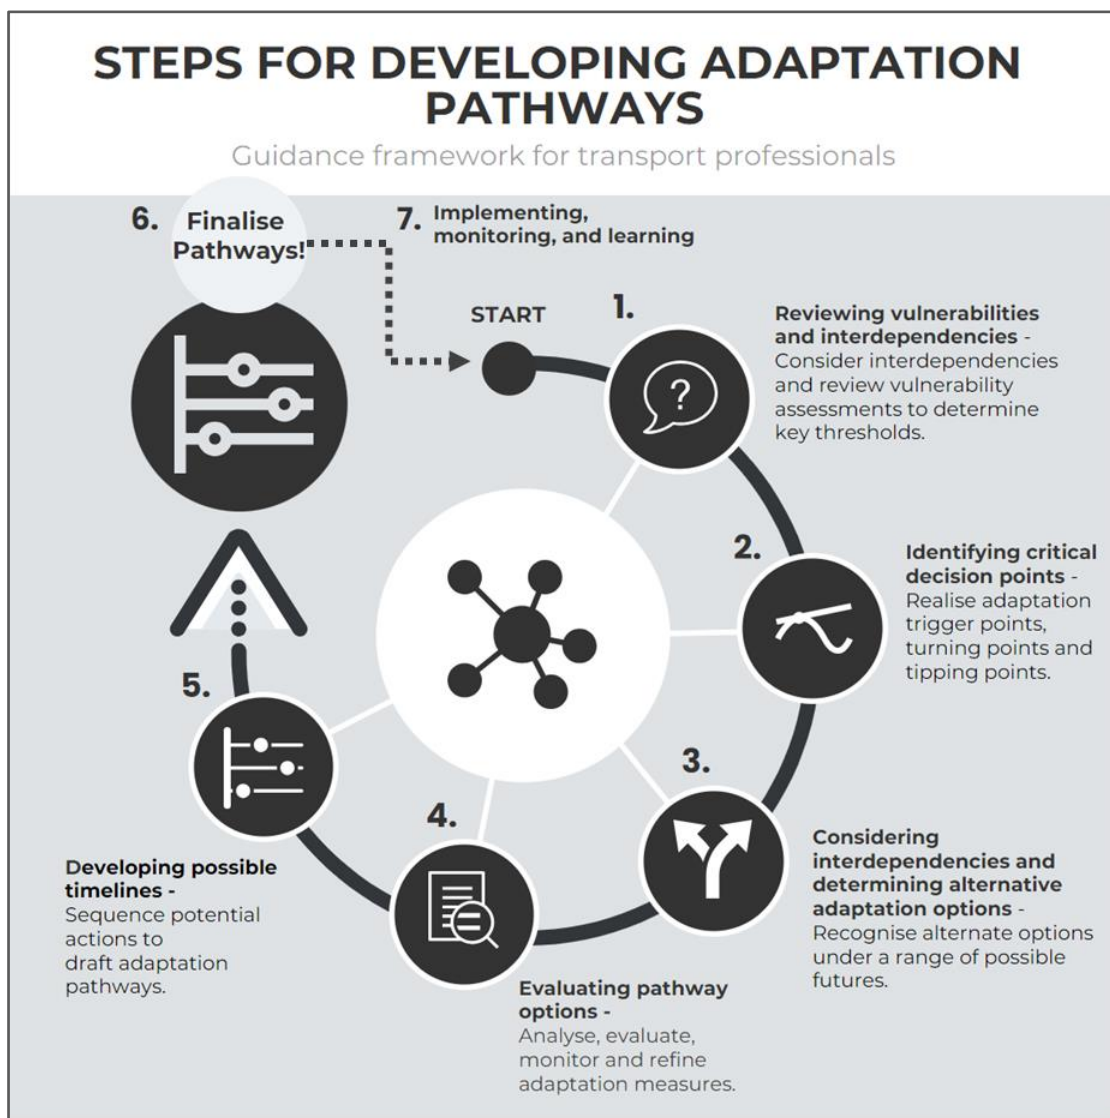 STEPS FOR DEVELOPING ADAPTATION
PATHWAYS
Guidance framework for transport professionals
6. Finalise
Pathways!
7. Implementing,
monitoring, and learning
START
1.
Reviewing vulnerabilities
and interdependencies -
Consider interdependencies
and review vulnerability
assessments to determine
key thresholds.
?
2.
Identifying critical
decision points -
Realise adaptation
trigger points,
turning points and
tipping points.
3.
Considering
interdependencies and
determining alternative
adaptation options -
Recognise alternate options
under a range of possible
futures.
4.
Evaluating pathway
options -
Analyse, evaluate,
monitor and refine
adaptation measures.
5.
Developing possible
timelines -
Sequence potential
actions to
draft adaptation
pathways.